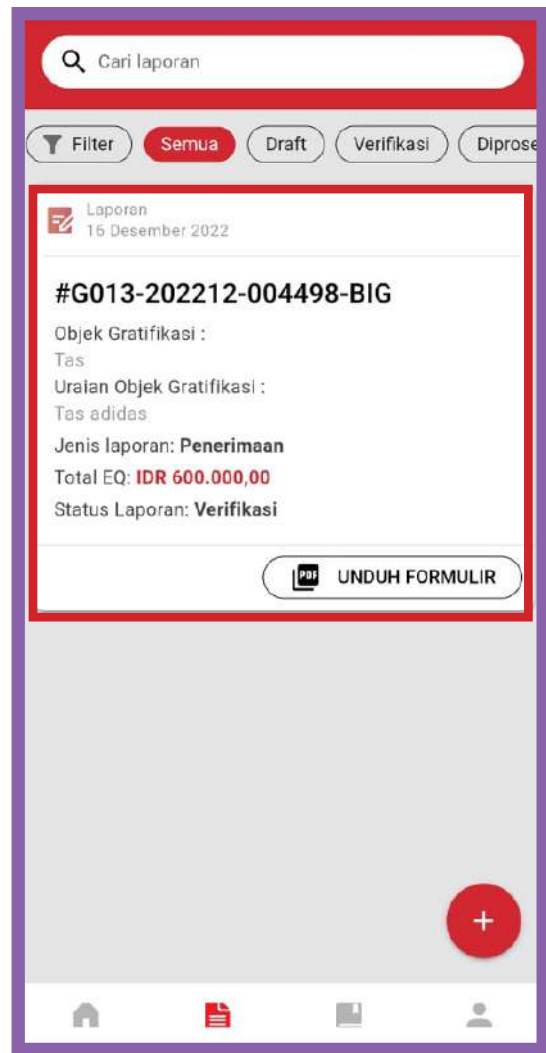 Cari laporan
Filter Semua Draft Verifikasi Diprose
Laporan
16 Desember 2022
#G013-202212-004498-BIG
Objek Gratifikasi :
Tas
Uraian Objek Gratifikasi :
Tas adidas
Jenis laporan: Penerimaan
Total EQ: IDR 600.000,00
Status Laporan: Verifikasi
PDF UNDUH FORMULIR
+